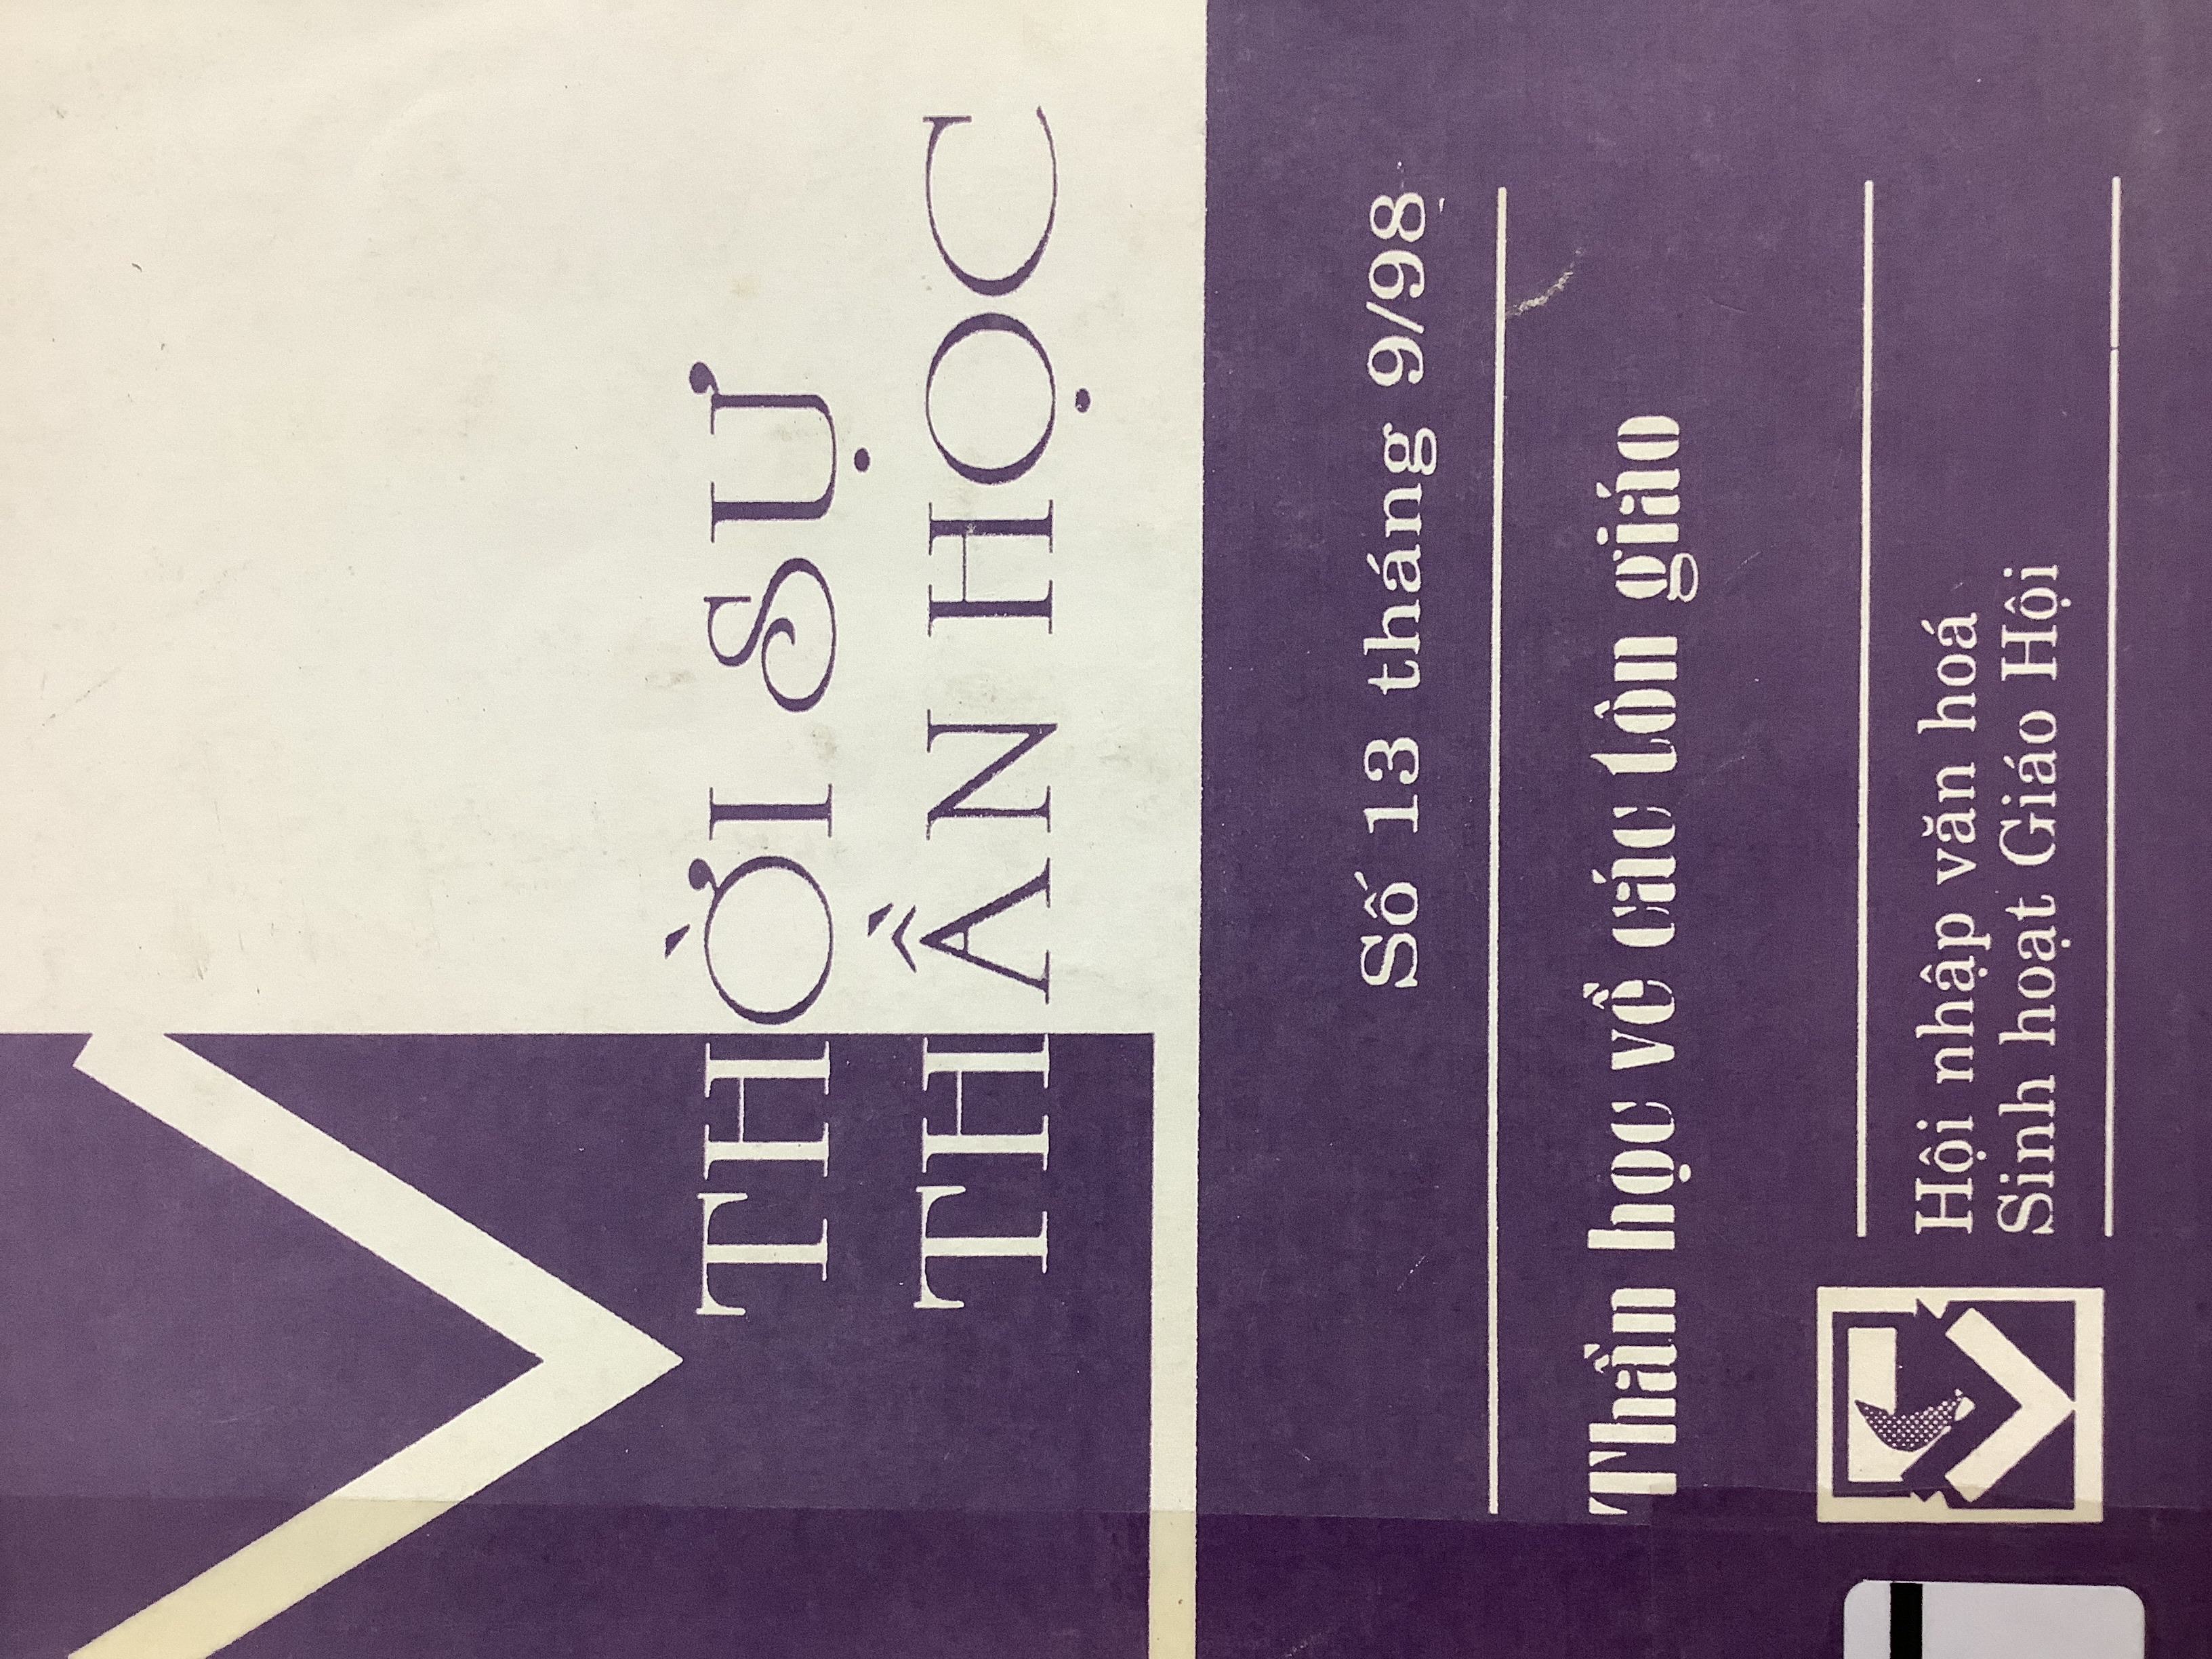 THỜI SỰ
THẦN HỌC
Số 13 tháng 9/98
Thần học về các tôn giáo
Hội nhập văn hoá
Sinh hoạt Giáo Hội